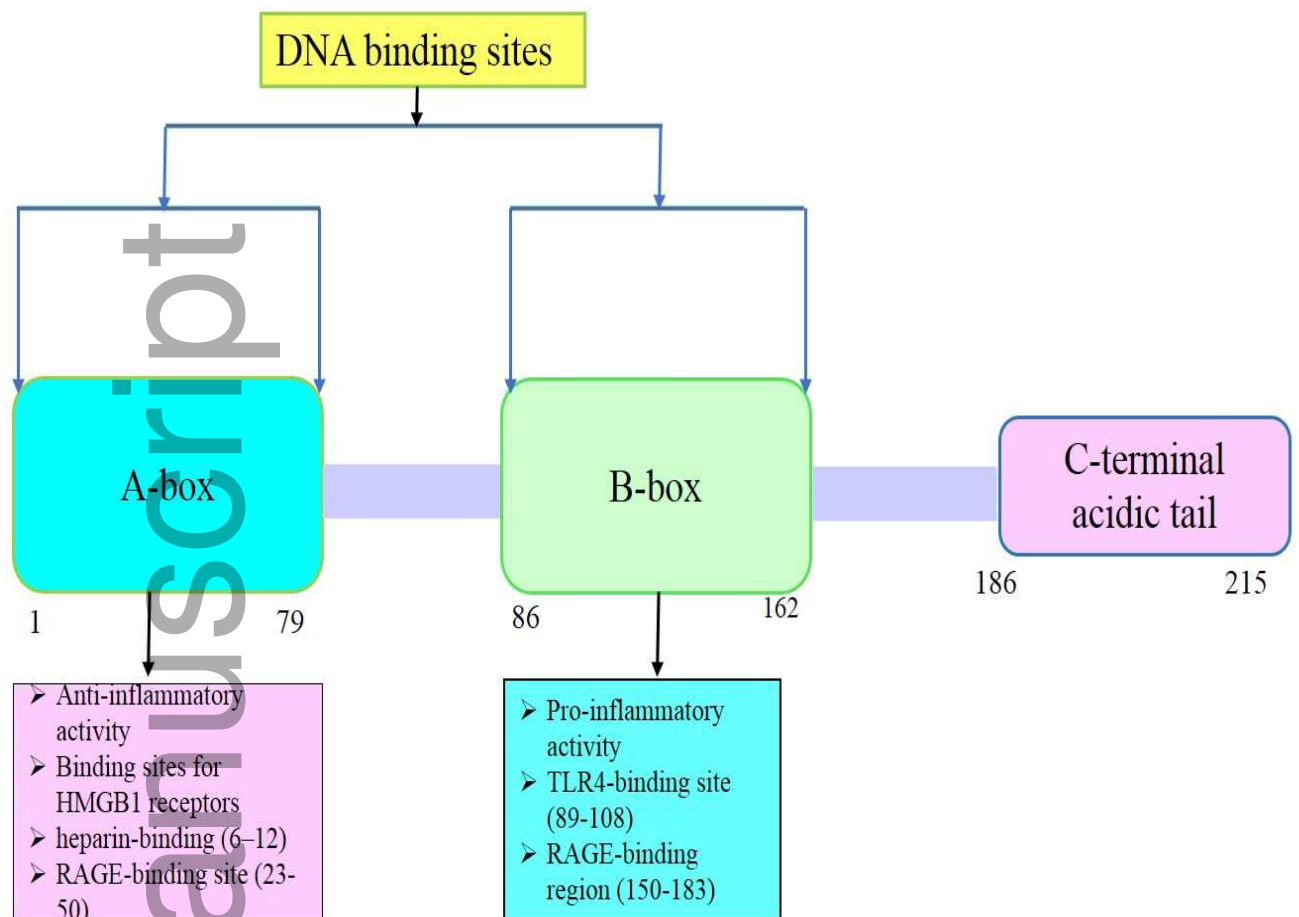 DNA binding sites
A-box
B-box
C-terminal
acidic tail
1
79
86
162
186
215
➤ Anti-inflammatory
activity
➤ Binding sites for
HMGB1 receptors
➤ heparin-binding (6–12)
➤ RAGE-binding site (23-
50)
➤ Pro-inflammatory
activity
➤ TLR4-binding site
(89-108)
➤ RAGE-binding
region (150-183)
anuscript